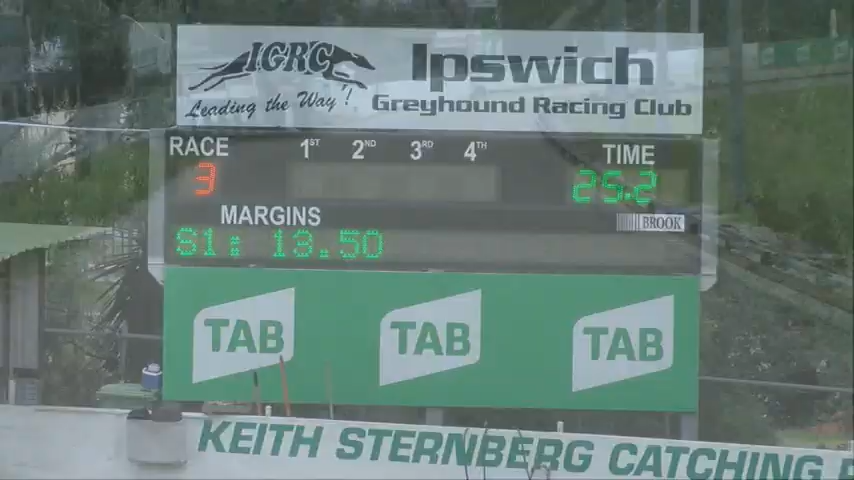 IGRC
Leading the Way'!
Ipswich
Greyhound Racing Club
RACE 1ST 2ND 3RD 4TH TIME
3 25.2
MARGINS BROOK
S1: 13.50
TAB TAB TAB
KEITH STERNBERG CATCHING